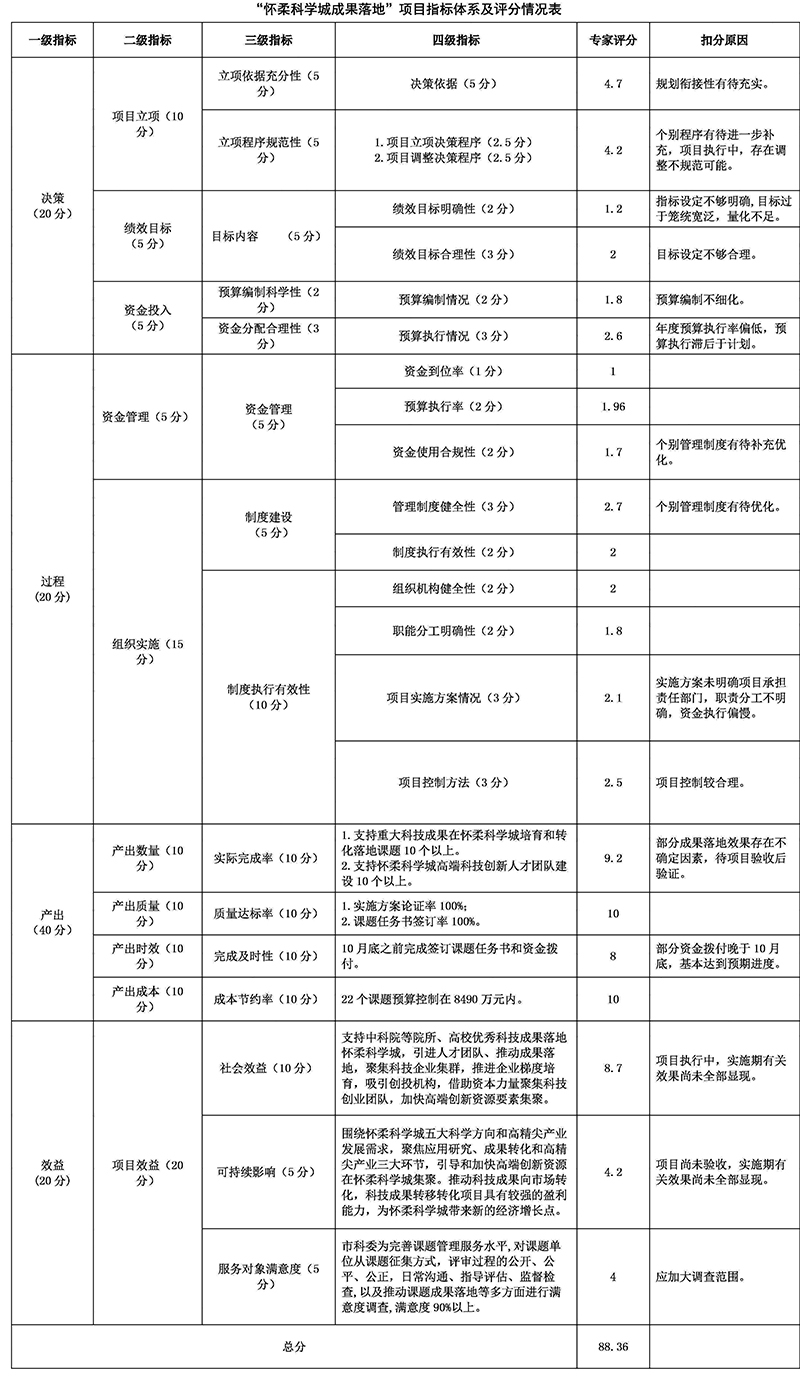 “怀柔科学城成果落地”项目指标体系及评分情况表
一级指标 二级指标 三级指标 四级指标 专家评分 扣分原因
决策
（20分）
项目立项（10
分）
立项依据充分性（5
分）
决策依据（5分）
4.7
规划衔接性有待充实。
立项程序规范性（5
分）
1.项目立项决策程序（2.5分）
2.项目调整决策程序（2.5分）
4.2
个别程序有待进一步补
充，项目执行中，存在调
整不规范可能。
绩效目标
（5分）
目标内容 （5分）
绩效目标明确性（2分）
1.2
指标设定不够明确,目标过
于笼统宽泛，量化不足。
绩效目标合理性（3分）
2
目标设定不够合理。
资金投入
（5分）
预算编制科学性（2
分）
预算编制情况（2分）
1.8
预算编制不细化。
资金分配合理性（3
分）
预算执行情况（3分）
2.6
年度预算执行率偏低，预
算执行滞后于计划。
过程
(20分)
资金管理（5分）
资金管理
（5分）
资金到位率（1分）
1
预算执行率（2分）
1.96
资金使用合规性（2分）
1.7
个别管理制度有待补充优
化。
组织实施（15
分）
制度建设
（5分）
管理制度健全性（3分）
2.7
个别管理制度有待优化。
制度执行有效性（2分）
2
制度执行有效性
（10分）
组织机构健全性（2分）
2
职能分工明确性（2分）
1.8
项目实施方案情况（3分）
2.1
实施方案未明确项目承担
责任部门，职责分工不明
确，资金执行偏慢。
项目控制方法（3分）
2.5
项目控制较合理。
产出
（40分）
产出数量（10
分）
实际完成率（10分）
1.支持重大科技成果在怀柔科学城培育和转
化落地课题10个以上。
2.支持怀柔科学城高端科技创新人才团队建
设10个以上。
9.2
部分成果落地效果存在不
确定因素，待项目验收后
验证。
产出质量（10
分）
质量达标率（10分）
1.实施方案论证率100%;
2.课题任务书签订率100%。
10
产出时效（10
分）
完成及时性（10分）
10月底之前完成签订课题任务书和资金拨
付。
8
部分资金拨付晚于10月
底，基本达到预期进度。
产出成本（10
分）
成本节约率（10分）
22个课题预算控制在8490万元内。
10
效益
(20分)
项目效益（20
分）
社会效益（10分）
支持中科院等院所、高校优秀科技成果落地
怀柔科学城，引进人才团队、推动成果落
地，聚集科技企业集群，推进企业梯度培
育，吸引创投机构，借助资本力量聚集科技
创业团队，加快高端创新资源要素集聚。
8.7
项目执行中，实施期有关
效果尚未全部显现。
可持续影响（5分）
围绕怀柔科学城五大科学方向和高精尖产业
发展需求，聚焦应用研究、成果转化和高精
尖产业三大环节，引导和加快高端创新资源
在怀柔科学城集聚。推动科技成果向市场转
化，科技成果转移转化项目具有较强的盈利
能力，为怀柔科学城带来新的经济增长点。
4.2
项目尚未验收，实施期有
关效果尚未全部显现。
服务对象满意度（5
分）
市科委为完善课题管理服务水平,对课题单
位从课题征集方式，评审过程的公开、公
平、公正，日常沟通、指导评估、监督检
查,以及推动课题成果落地等多方面进行满
意度调查,满意度90%以上。
4
应加大调查范围。
总分 88.36